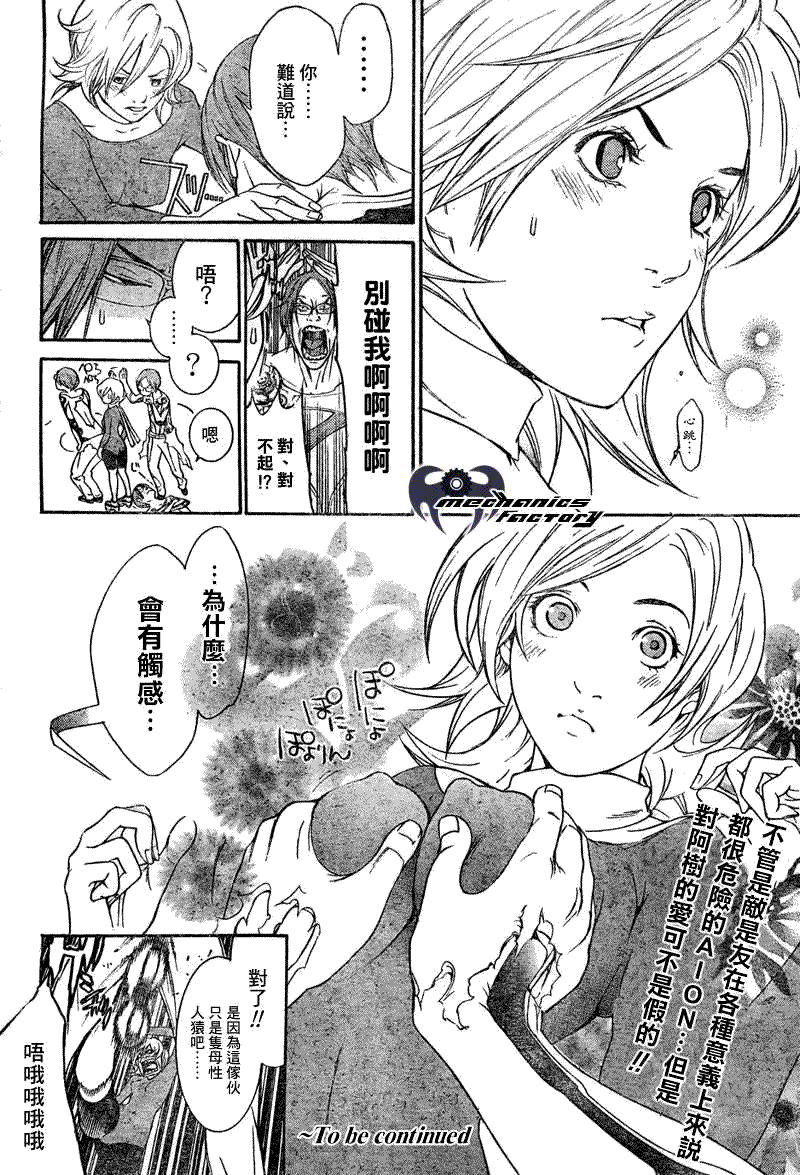 心跳…
……
你……
難道說…
ズッ…
別碰我啊啊啊啊
對、對
不起!?
唔?
……?
嗯
mechanics
Factory
…為什麼…
會有觸感…
ぽにょ
ぽにょ
ぽよりん
不管是敵是友在各種意義上來說
都很危險的AION…但是
對阿樹的愛可不是假的!!
對了!!
是因為這傢伙
只是隻母性
人猿吧……
唔哦哦哦哦
~To be continued